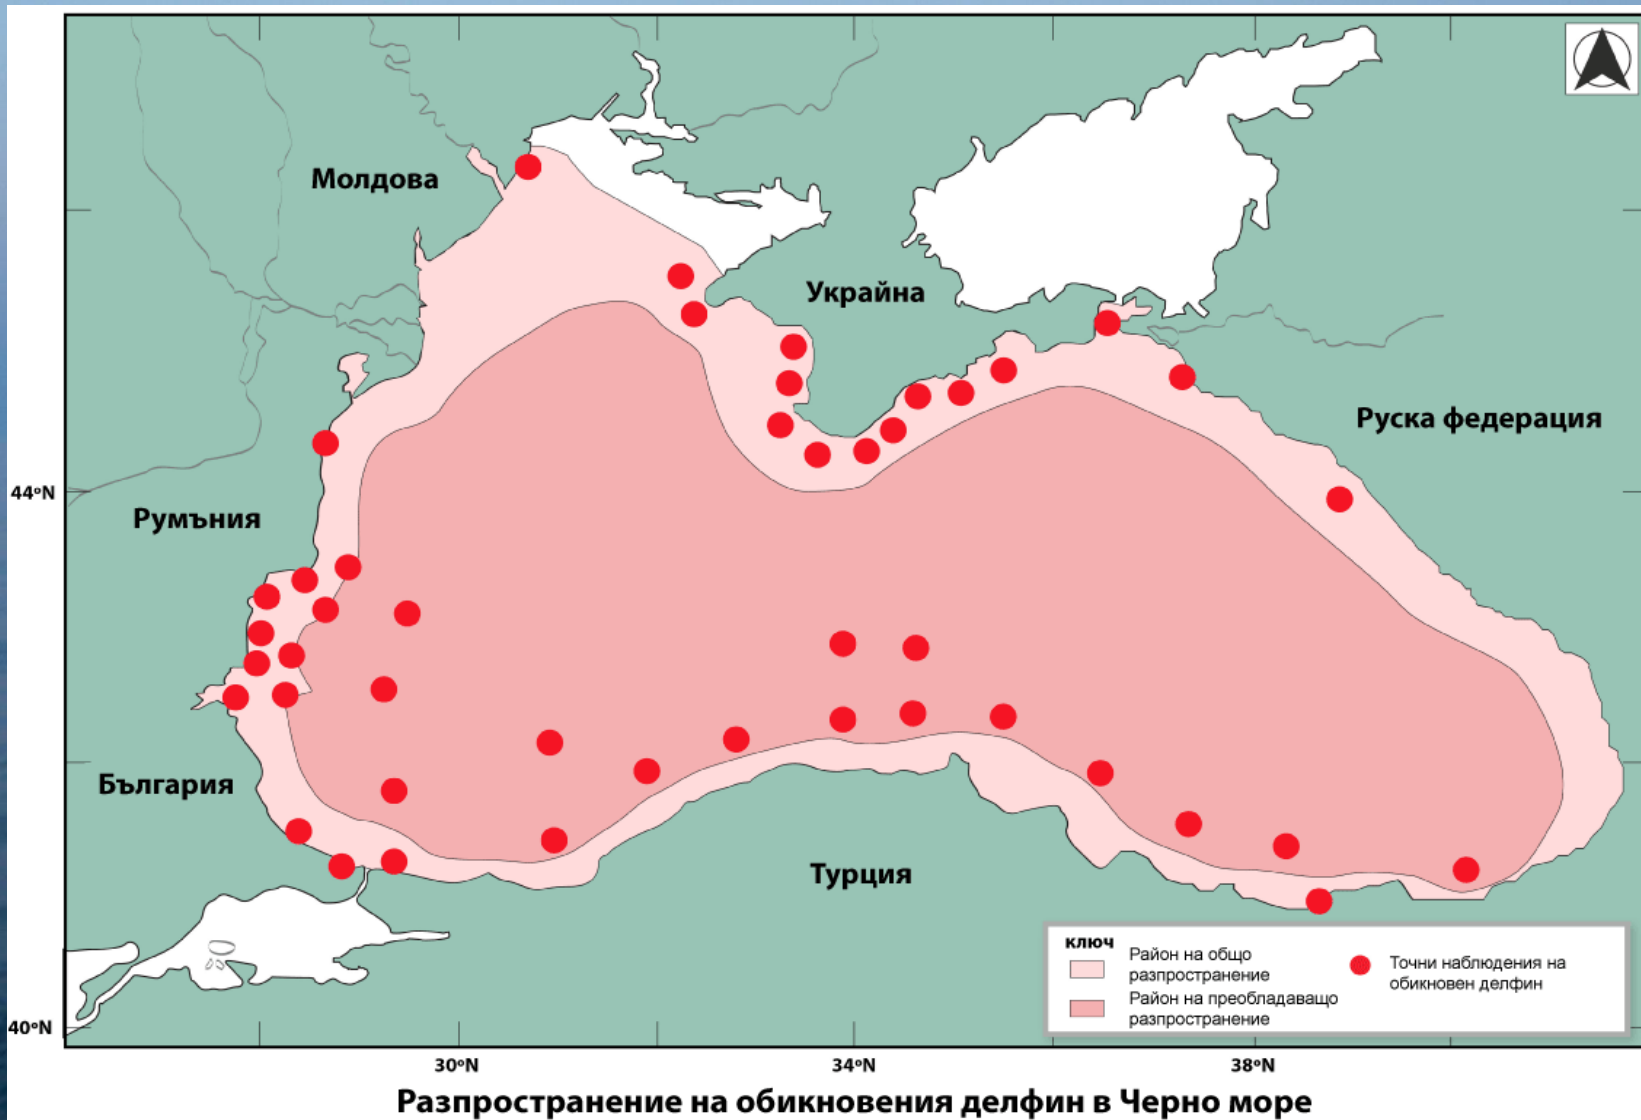 Молдова
Украйна
Руска федерация
44ºN
Румъния
България
Турция
40ºN
30ºN
34ºN
38ºN
ключ
Район на общо
разпространение
Район на преобладаващо
разпространение
Точни наблюдения на
обикновен делфин
Разпространение на обикновения делфин в Черно море